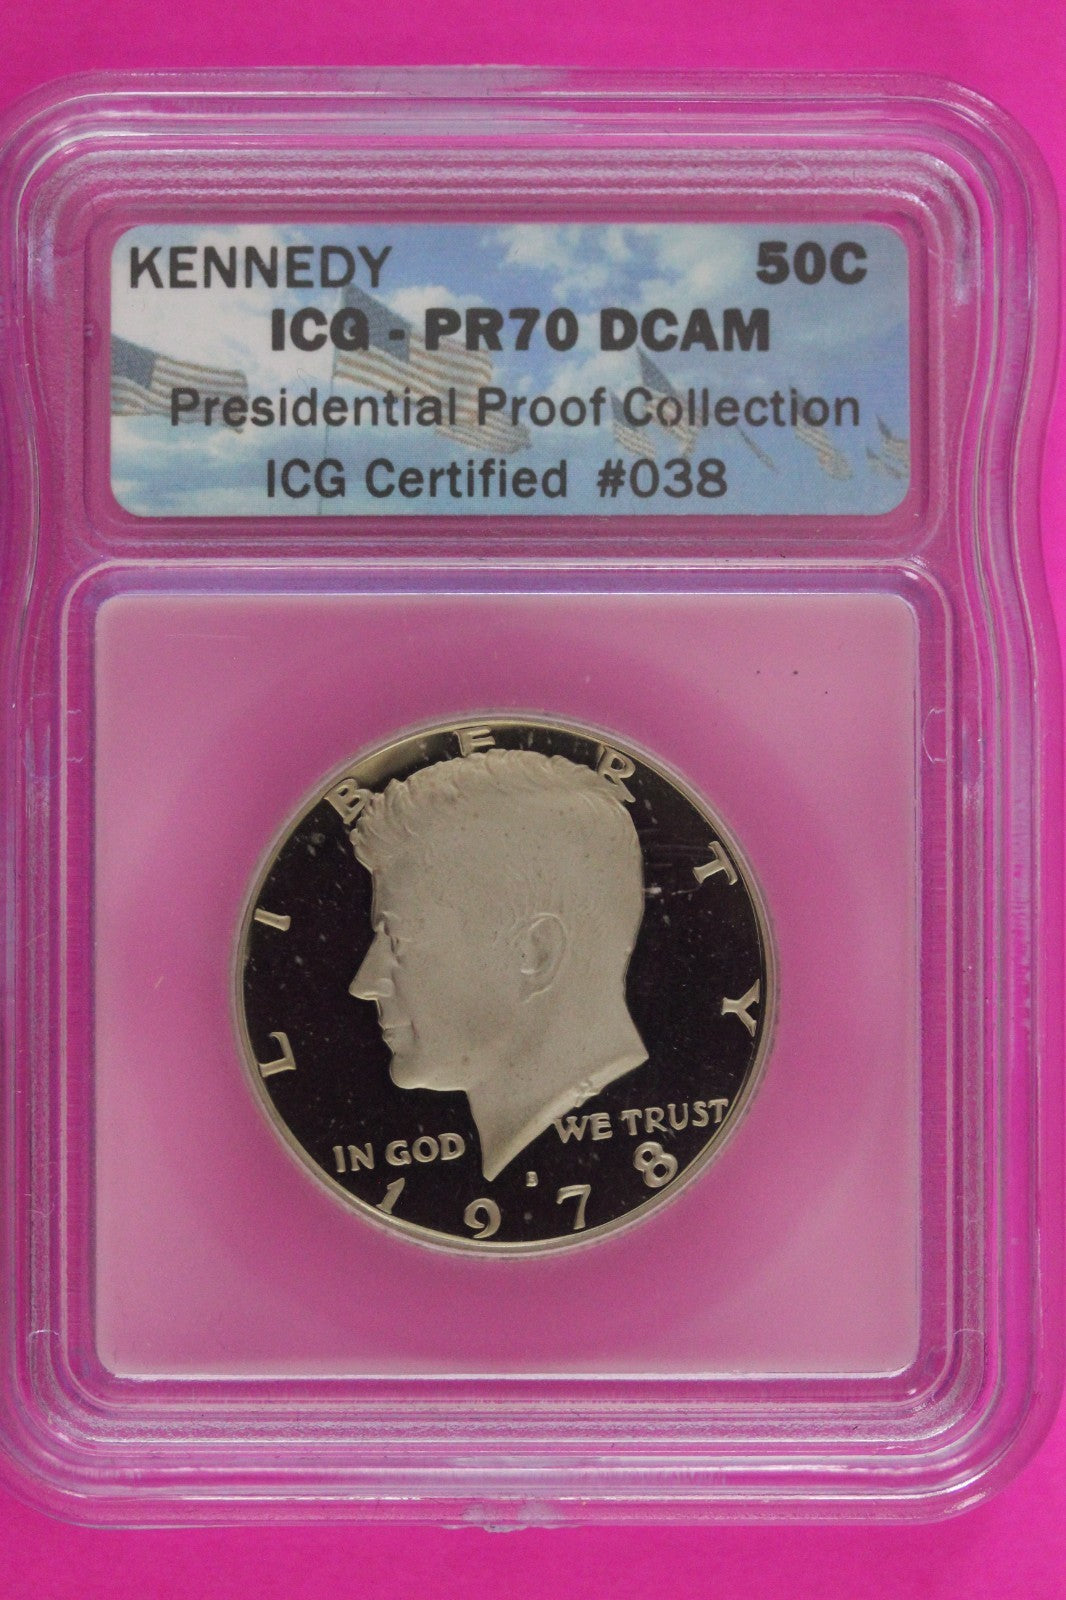 KENNEDY 50C
ICG - PR70 DCAM
Presidential Proof Collection
ICG Certified #038
LIBERTY
IN GOD WE TRUST
B
1978